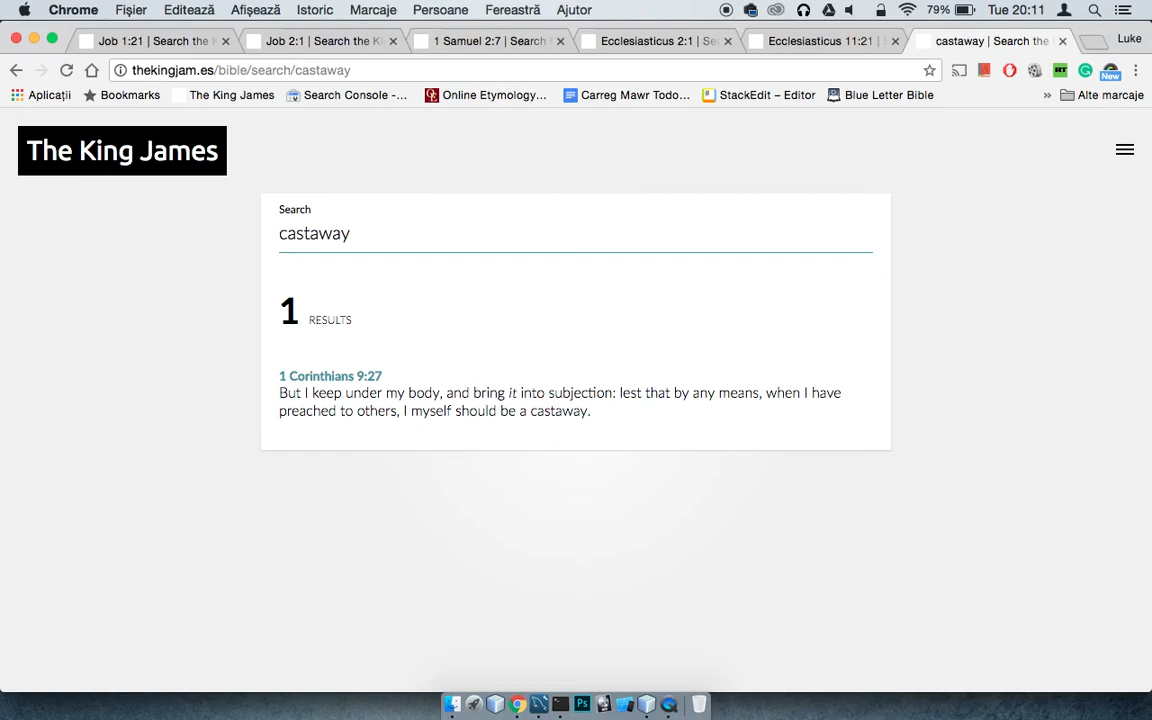 Chrome Fișier Editează Afișează Istoric Marcaje Persoane Fereastră Ajutor 79% Tue 20:11
Job 1:21 | Search the Job 2:1 | Search the Ki 1 Samuel 2:7 | Search Ecclesiasticus 2:1 | Se Ecclesiasticus 11:21 | castaway | Search the Luke
thekingjam.es/bible/search/castaway New
Aplicații Bookmarks The King James Search Console -... Online Etymology... Carreg Mawr Todo... StackEdit – Editor Blue Letter Bible » Alte marcaje
The King James
Search
castaway
1 RESULTS
1 Corinthians 9:27
But I keep under my body, and bring it into subjection: lest that by any means, when I have
preached to others, I myself should be a castaway.
Ps